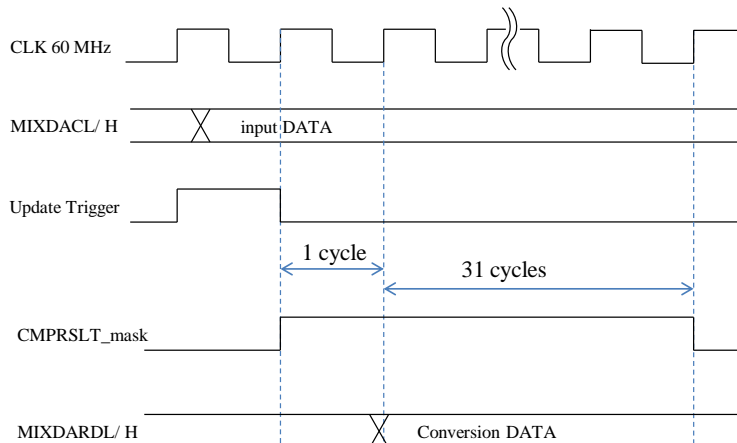 CLK 60 MHz
MIXDACL/ H
input DATA
Update Trigger
1 cycle
31 cycles
CMPRSLT_mask
MIXDARDL/ H
Conversion DATA